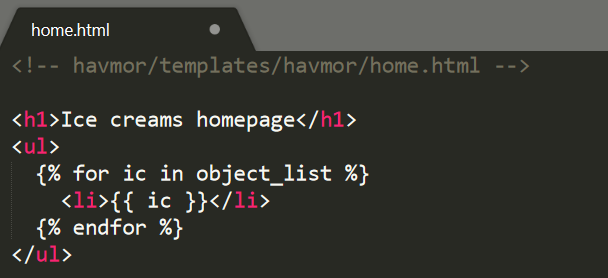 home.html
<!-- havmor/templates/havmor/home.html -->
<h1>Ice creams homepage</h1>
<ul>
{% for ic in object_list %}
<li>{{ ic }}</li>
{% endfor %}
</ul>